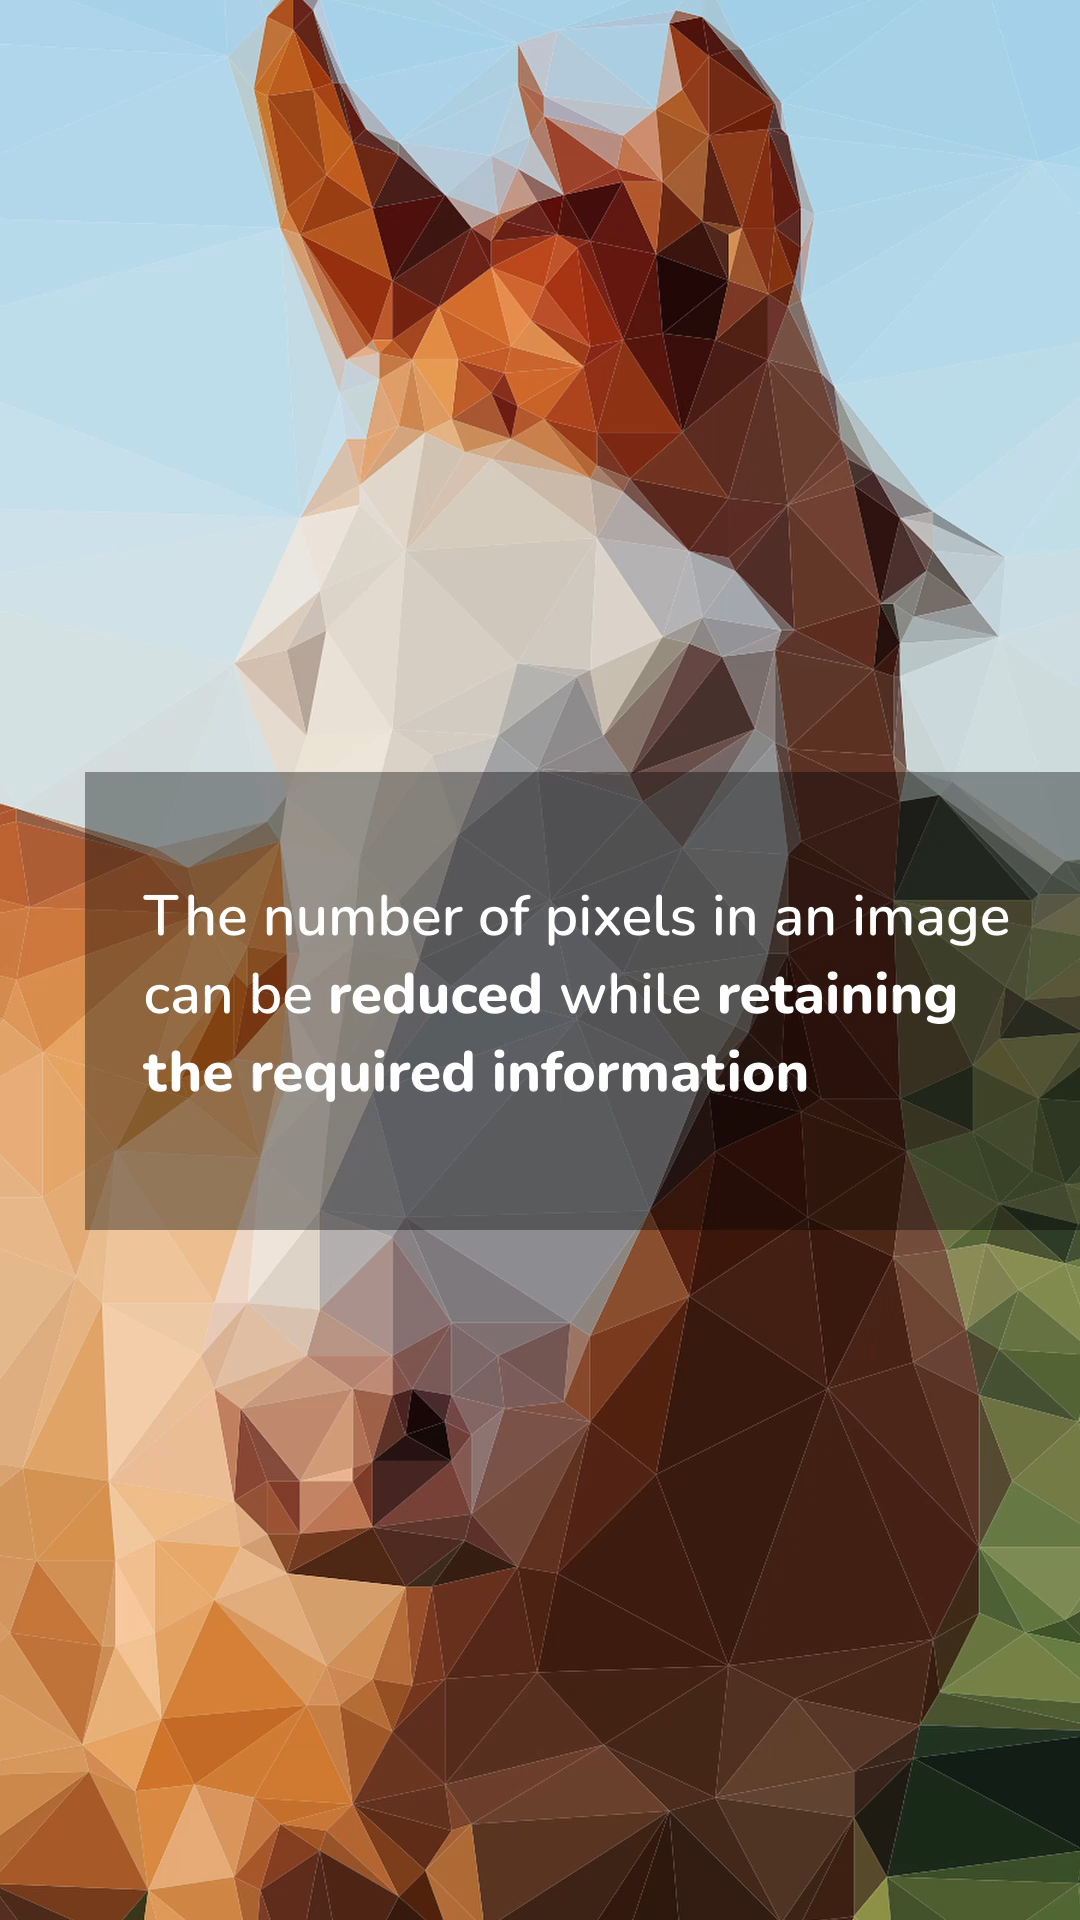 The number of pixels in an image
can be reduced while retaining
the required information